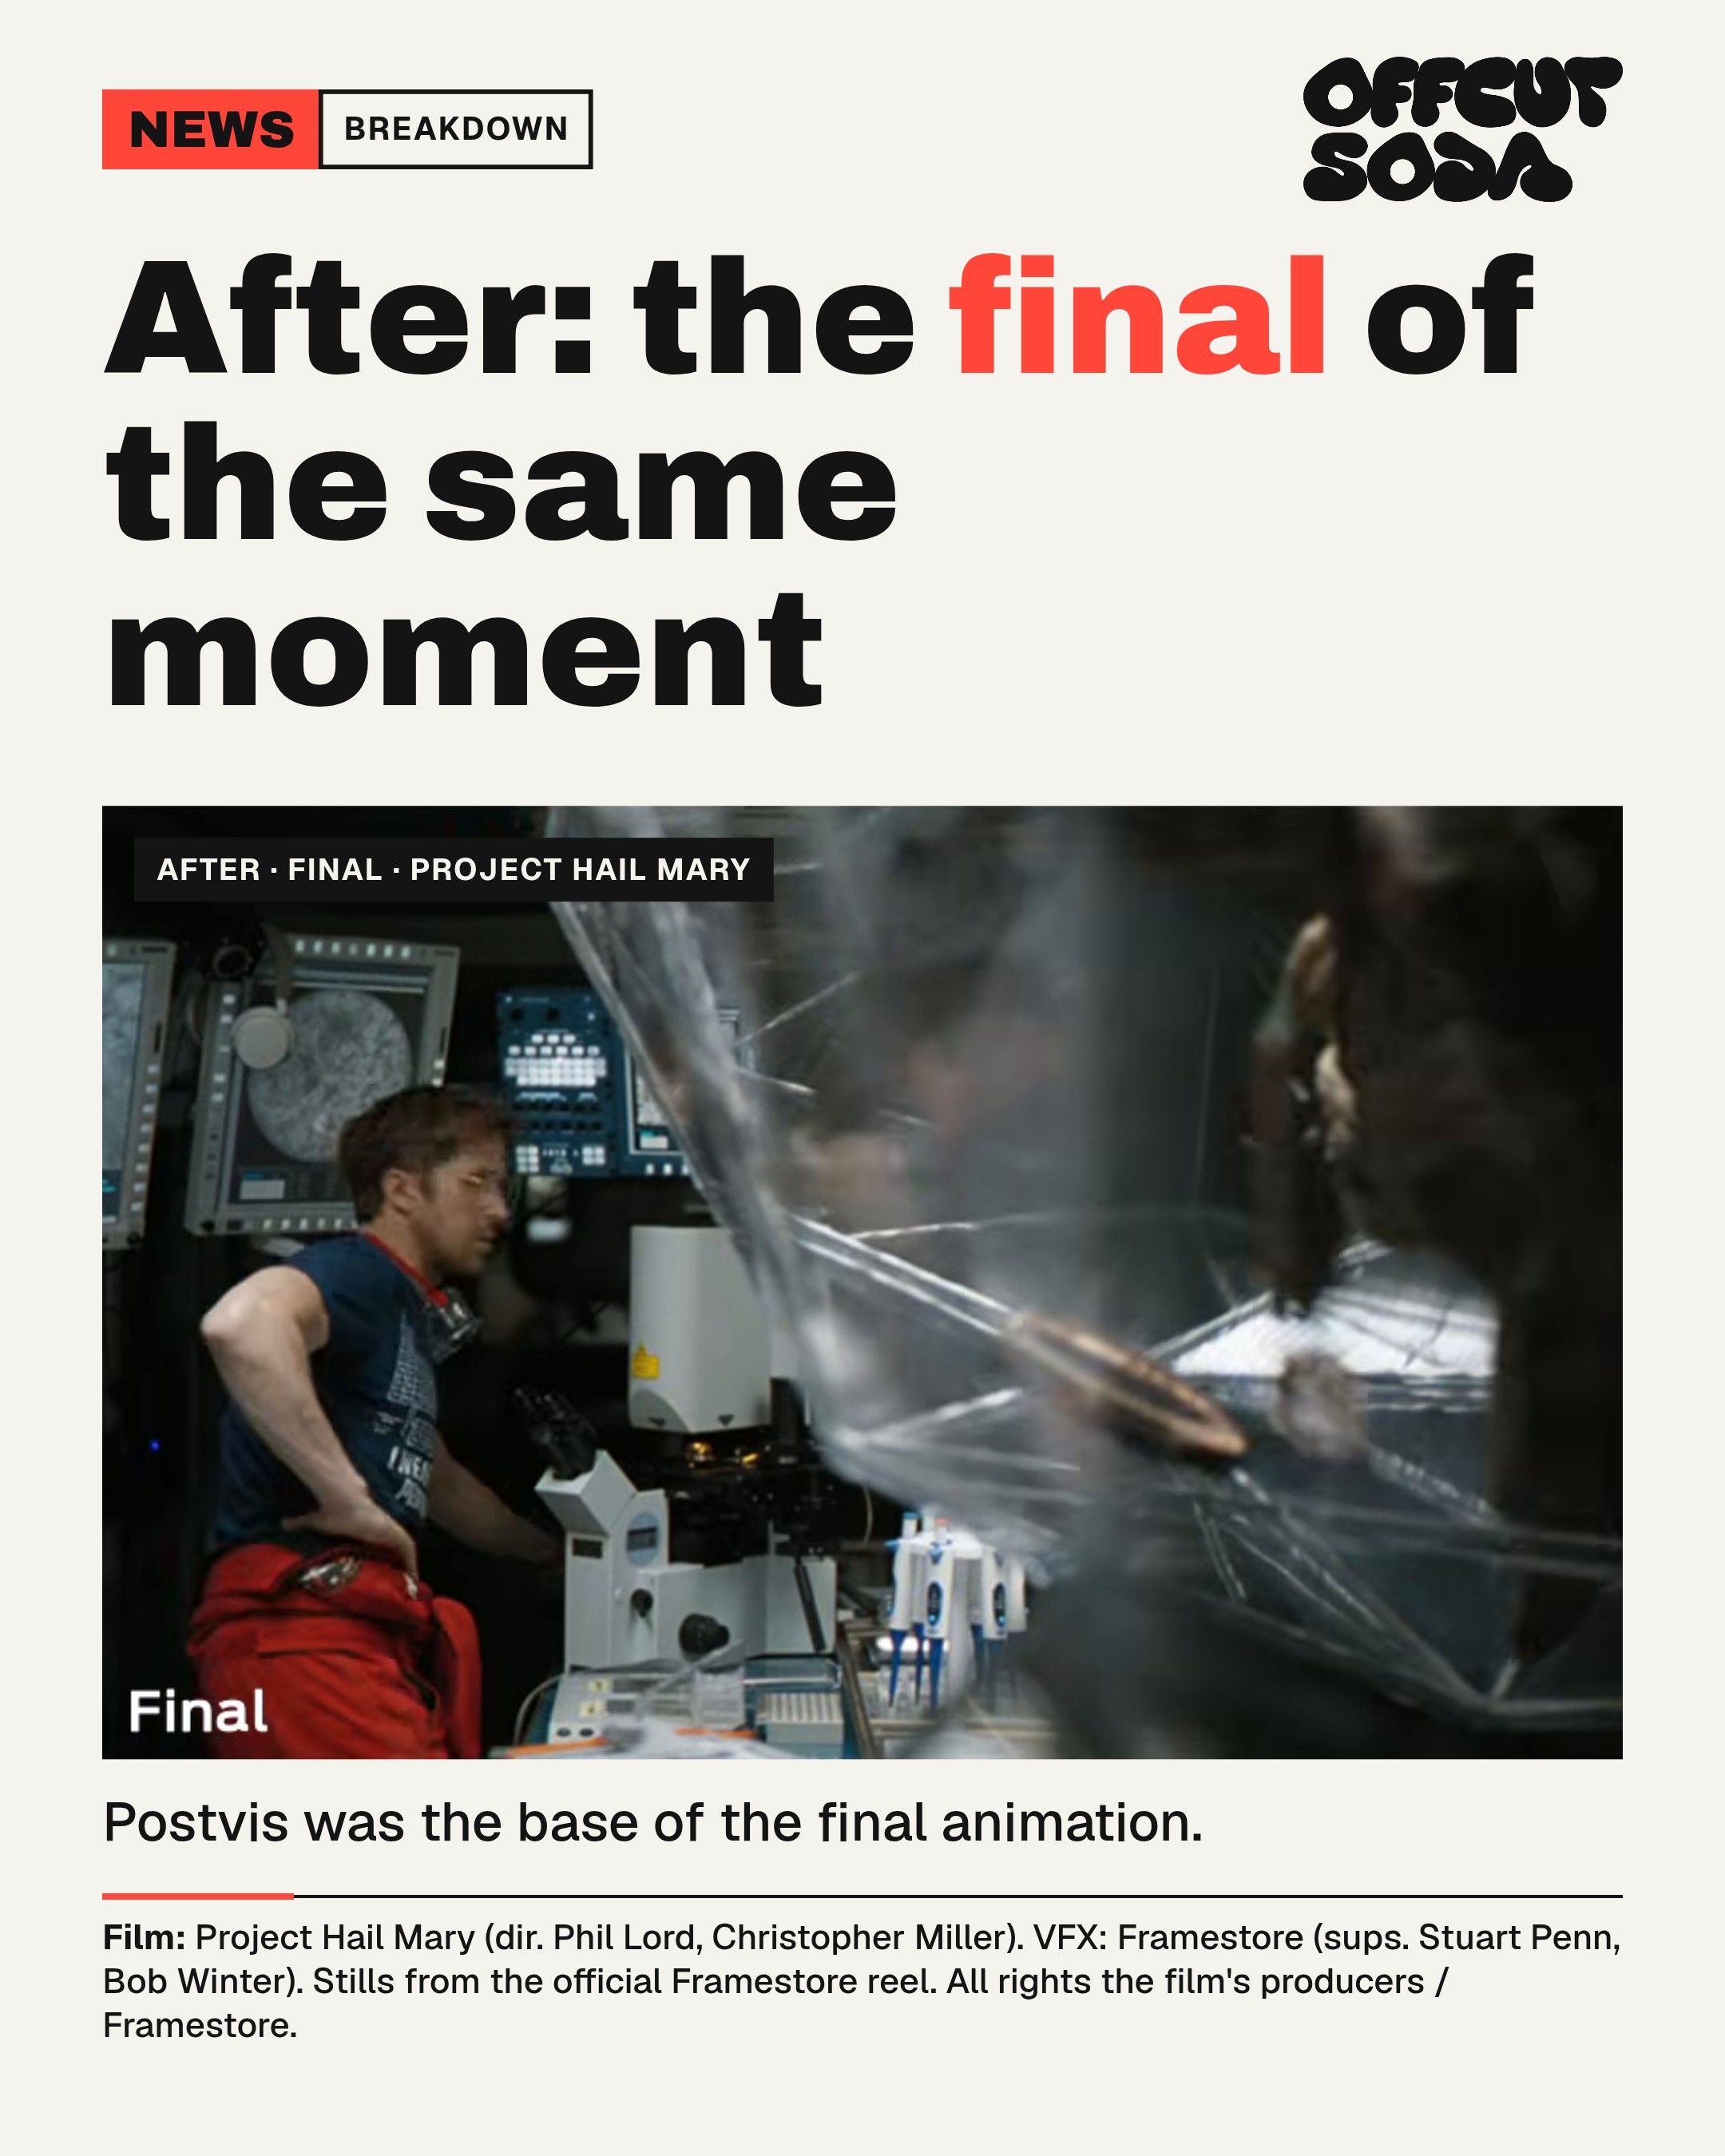 NEWS BREAKDOWN
OFFCUT
SODA
After: the final of
the same
moment
AFTER · FINAL · PROJECT HAIL MARY
Final
Postvis was the base of the final animation.
Film: Project Hail Mary (dir. Phil Lord, Christopher Miller). VFX: Framestore (sups. Stuart Penn,
Bob Winter). Stills from the official Framestore reel. All rights the film's producers /
Framestore.